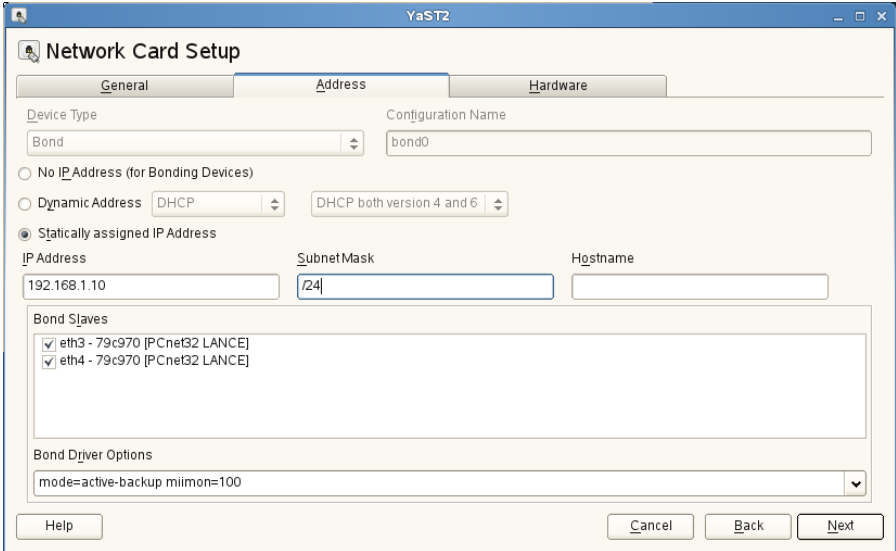 YaST2
Network Card Setup
General Address Hardware
Device Type Configuration Name
Bond bond0
No IP Address (for Bonding Devices)
Dynamic Address DHCP DHCP both version 4 and 6
Statically assigned IP Address
IP Address Subnet Mask Hostname
192.168.1.10 /24
Bond Slaves
eth3 - 79c970 [PCnet32 LANCE]
eth4 - 79c970 [PCnet32 LANCE]
Bond Driver Options
mode=active-backup miimon=100
Help Cancel Back Next